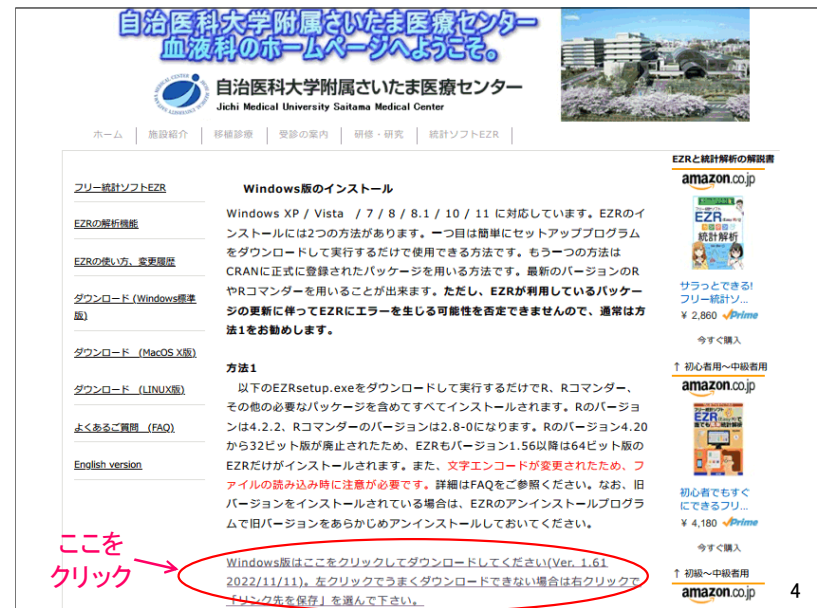 自治医科大学附属さいたま医療センター
血液科のホームページへようこそ。
自治医科大学附属さいたま医療センター
Jichi Medical University Saitama Medical Center
ホーム
施設紹介
移植診療
受診の案内
研修・研究
統計ソフトEZR
フリー統計ソフトEZR
EZRの解析機能
EZRの使い方、変更履歴
ダウンロード (Windows標準
版)
ダウンロード (MacOS X版)
ダウンロード (LINUX版)
よくあるご質問 (FAQ)
English version
Windows版のインストール
Windows XP / Vista / 7 / 8 / 8.1 / 10 / 11 に対応しています。EZRのイ
ンストールには2つの方法があります。一つ目は簡単にセットアッププログラム
をダウンロードして実行するだけで使用できる方法です。もう一つの方法は
CRANに正式に登録されたパッケージを用いる方法です。最新のバージョンのR
やRコマンダーを用いることが出来ます。ただし、EZRが利用しているパッケー
ジの更新に伴ってEZRにエラーを生じる可能性を否定できませんので、通常は方
法1をお勧めします。
方法1
以下のEZRsetup.exeをダウンロードして実行するだけでR、Rコマンダー、
その他の必要なパッケージを含めてすべてインストールされます。Rのバージョ
ンは4.2.2、Rコマンダーのバージョンは2.8-0になります。Rのバージョン4.20
から32ビット版が廃止されたため、EZRもバージョン1.56以降は64ビット版の
EZRだけがインストールされます。また、文字エンコードが変更されたため、フ
ァイルの読み込み時に注意が必要です。詳細はFAQをご参照ください。なお、旧
バージョンをインストールされている場合は、EZRのアンインストールプログラ
ムで旧バージョンをあらかじめアンインストールしておいてください。
ここを
クリック
Windows版はここをクリックしてダウンロードしてください(Ver. 1.61
2022/11/11)。左クリックでうまくダウンロードできない場合は右クリックで
「リンク先を保存」を選んで下さい。
EZRと統計解析の解説書
amazon.co.jp
EZR
統計解析
サラっとできる!
フリー統計ソ...
¥ 2,860 Prime
今すぐ購入
↑ 初心者用～中級者用
amazon.co.jp
EZR
初心者でもすぐ
にできるフリ...
¥ 4,180 Prime
今すぐ購入
↑ 初級～中級者用
amazon.co.jp
4